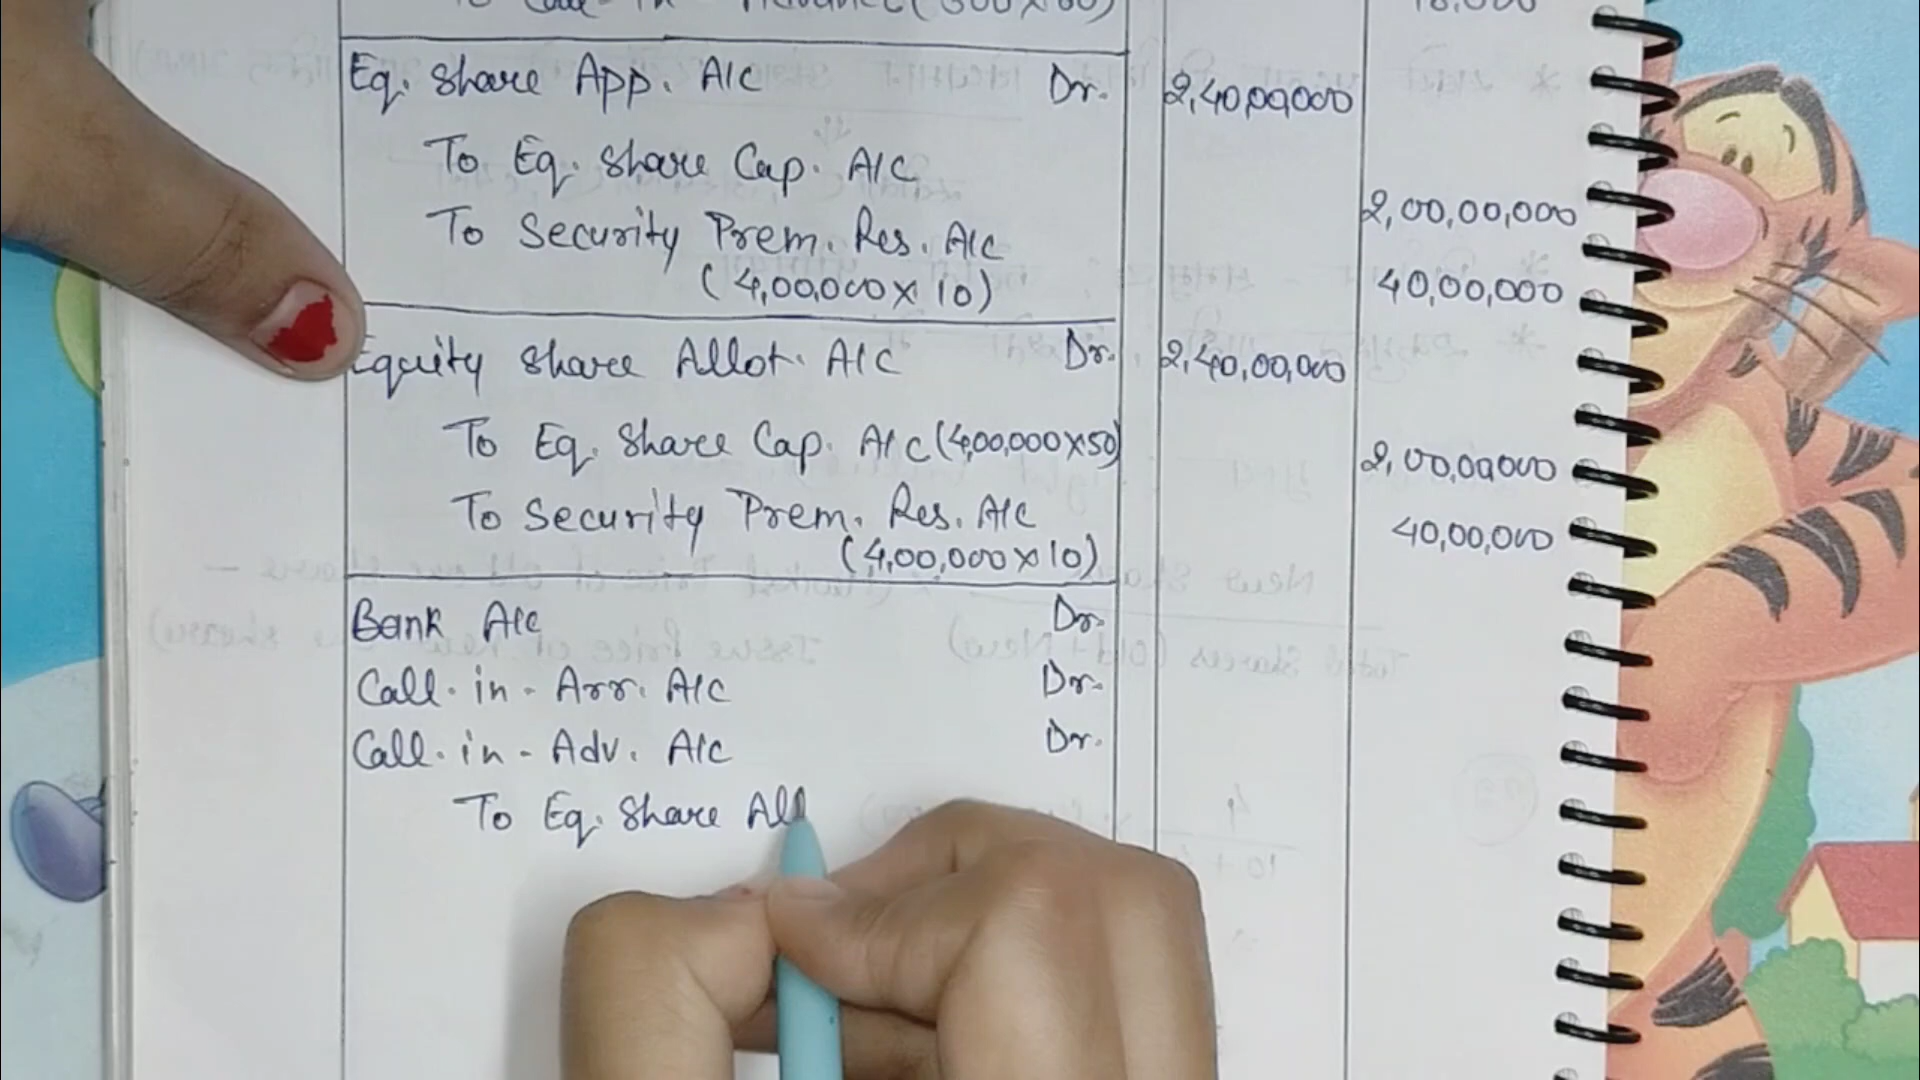 Eq. Share App. A/C Dr. 2,40,00,000
To Eq. Share Cap. A/C 2,00,00,000
To Security Prem. Res. A/C 40,00,000
(4,00,000 x 10)
Equity Share Allot. A/C Dr. 2,40,00,000
To Eq. Share Cap. A/C (4,00,000 x 50) 2,00,00,000
To Security Prem. Res. A/C 40,00,000
(4,00,000 x 10)
Bank A/C Dr.
Call-in-Arr. A/C Dr.
Call-in-Adv. A/C Dr.
To Eq. Share All